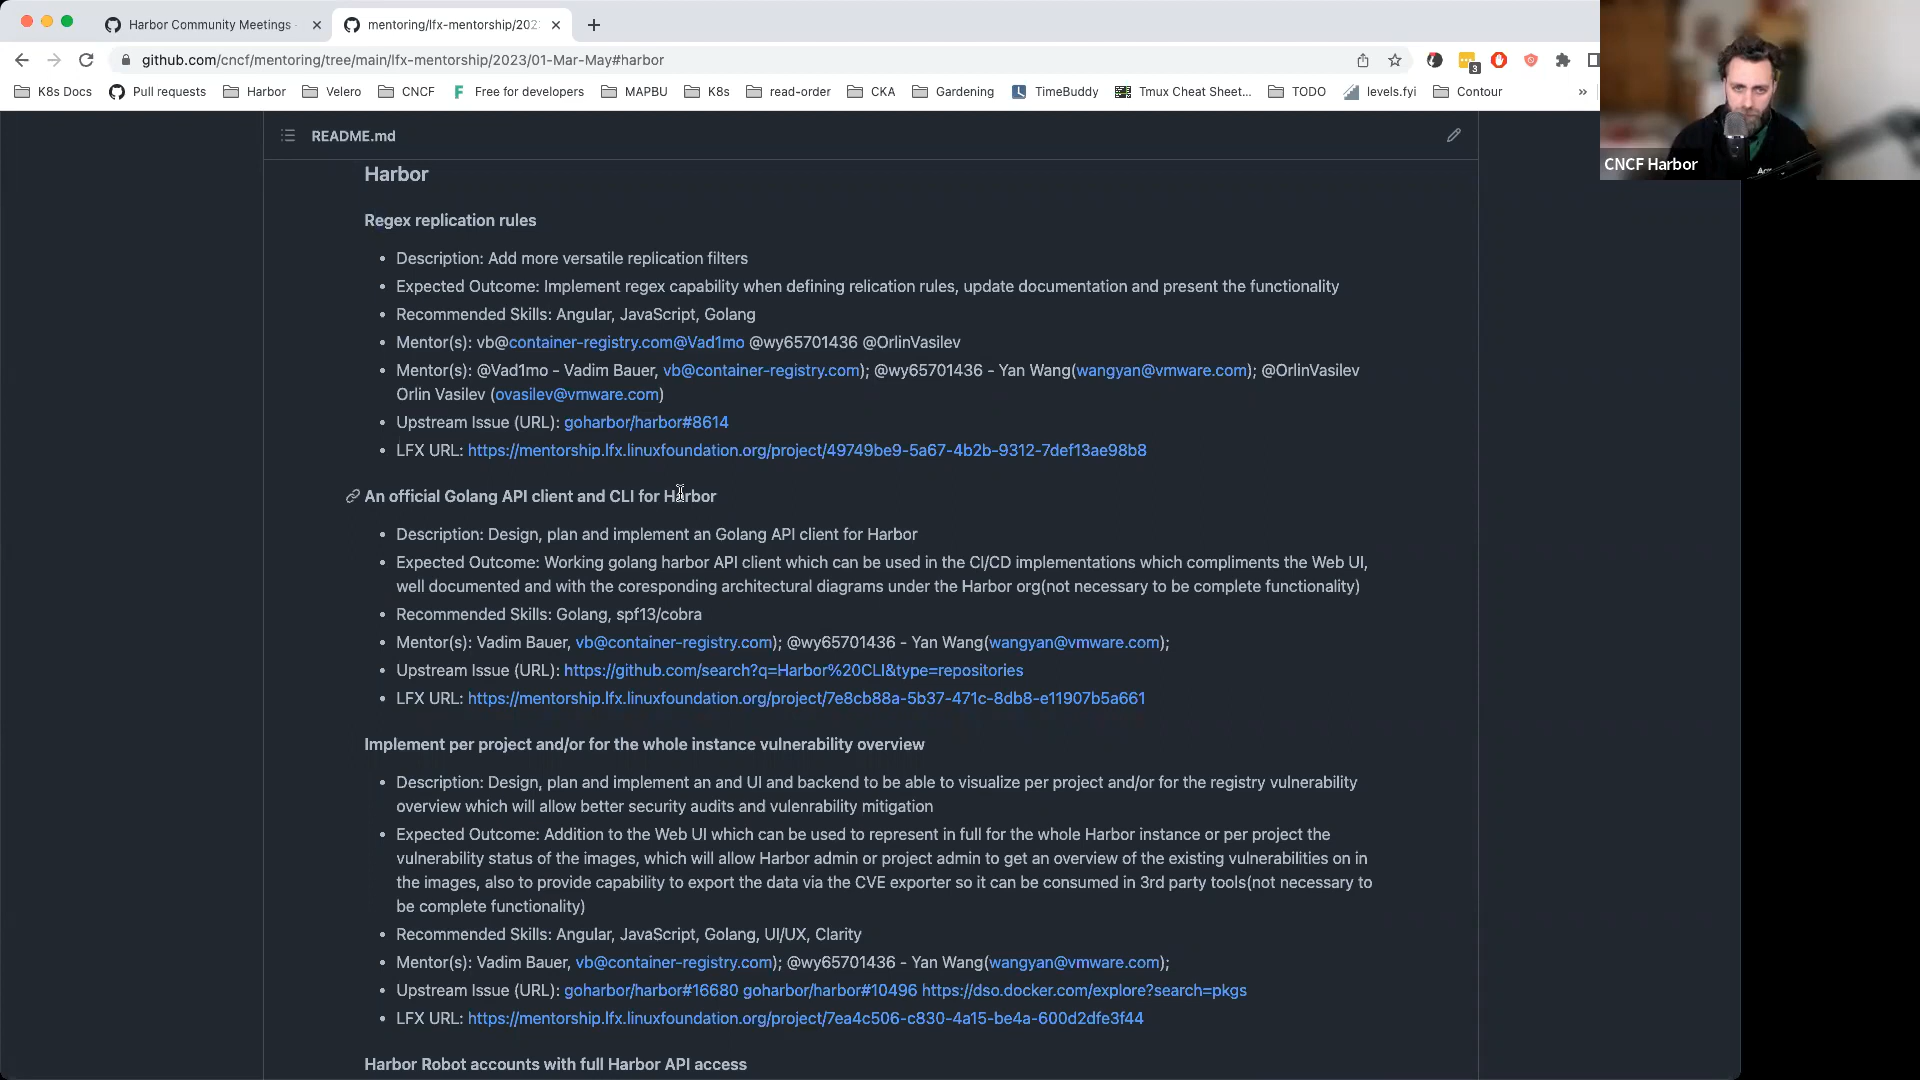 Harbor Community Meetings
mentoring/lfx-mentorship/202
github.com/cncf/mentoring/tree/main/lfx-mentorship/2023/01-Mar-May#harbor
3
K8s Docs
Pull requests
Harbor
Velero
CNCF
Free for developers
MAPBU
K8s
read-order
CKA
Gardening
TimeBuddy
Tmux Cheat Sheet...
TODO
levels.fyi
Contour
»
CNCF Harbor
README.md
Harbor
Regex replication rules
• Description: Add more versatile replication filters
• Expected Outcome: Implement regex capability when defining relication rules, update documentation and present the functionality
• Recommended Skills: Angular, JavaScript, Golang
• Mentor(s): vb@container-registry.com@Vad1mo @wy65701436 @OrlinVasilev
• Mentor(s): @Vad1mo - Vadim Bauer, vb@container-registry.com); @wy65701436 - Yan Wang(wangyan@vmware.com); @OrlinVasilev
Orlin Vasilev (ovasilev@vmware.com)
• Upstream Issue (URL): goharbor/harbor#8614
• LFX URL: https://mentorship.lfx.linuxfoundation.org/project/49749be9-5a67-4b2b-9312-7def13ae98b8
An official Golang API client and CLI for Harbor
• Description: Design, plan and implement an Golang API client for Harbor
• Expected Outcome: Working golang harbor API client which can be used in the CI/CD implementations which compliments the Web UI,
well documented and with the coresponding architectural diagrams under the Harbor org(not necessary to be complete functionality)
• Recommended Skills: Golang, spf13/cobra
• Mentor(s): Vadim Bauer, vb@container-registry.com); @wy65701436 - Yan Wang(wangyan@vmware.com);
• Upstream Issue (URL): https://github.com/search?q=Harbor%20CLI&type=repositories
• LFX URL: https://mentorship.lfx.linuxfoundation.org/project/7e8cb88a-5b37-471c-8db8-e11907b5a661
Implement per project and/or for the whole instance vulnerability overview
• Description: Design, plan and implement an and UI and backend to be able to visualize per project and/or for the registry vulnerability
overview which will allow better security audits and vulenrability mitigation
• Expected Outcome: Addition to the Web UI which can be used to represent in full for the whole Harbor instance or per project the
vulnerability status of the images, which will allow Harbor admin or project admin to get an overview of the existing vulnerabilities on in
the images, also to provide capability to export the data via the CVE exporter so it can be consumed in 3rd party tools(not necessary to
be complete functionality)
• Recommended Skills: Angular, JavaScript, Golang, UI/UX, Clarity
• Mentor(s): Vadim Bauer, vb@container-registry.com); @wy65701436 - Yan Wang(wangyan@vmware.com);
• Upstream Issue (URL): goharbor/harbor#16680 goharbor/harbor#10496 https://dso.docker.com/explore?search=pkgs
• LFX URL: https://mentorship.lfx.linuxfoundation.org/project/7ea4c506-c830-4a15-be4a-600d2dfe3f44
Harbor Robot accounts with full Harbor API access